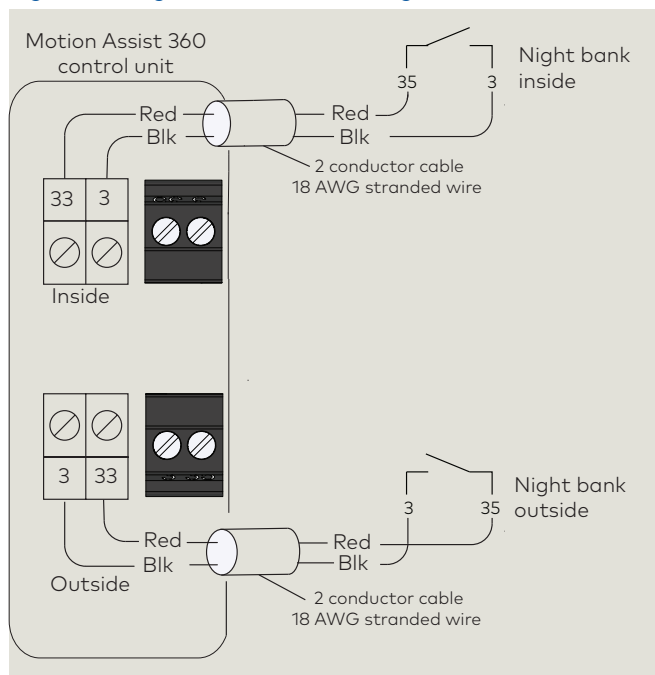 Motion Assist 360
control unit
Night bank
inside
35
3
Red
Red
Blk
Blk
2 conductor cable
18 AWG stranded wire
33
3
Inside
3
33
Night bank
outside
3
35
Red
Red
Blk
Blk
Outside
2 conductor cable
18 AWG stranded wire